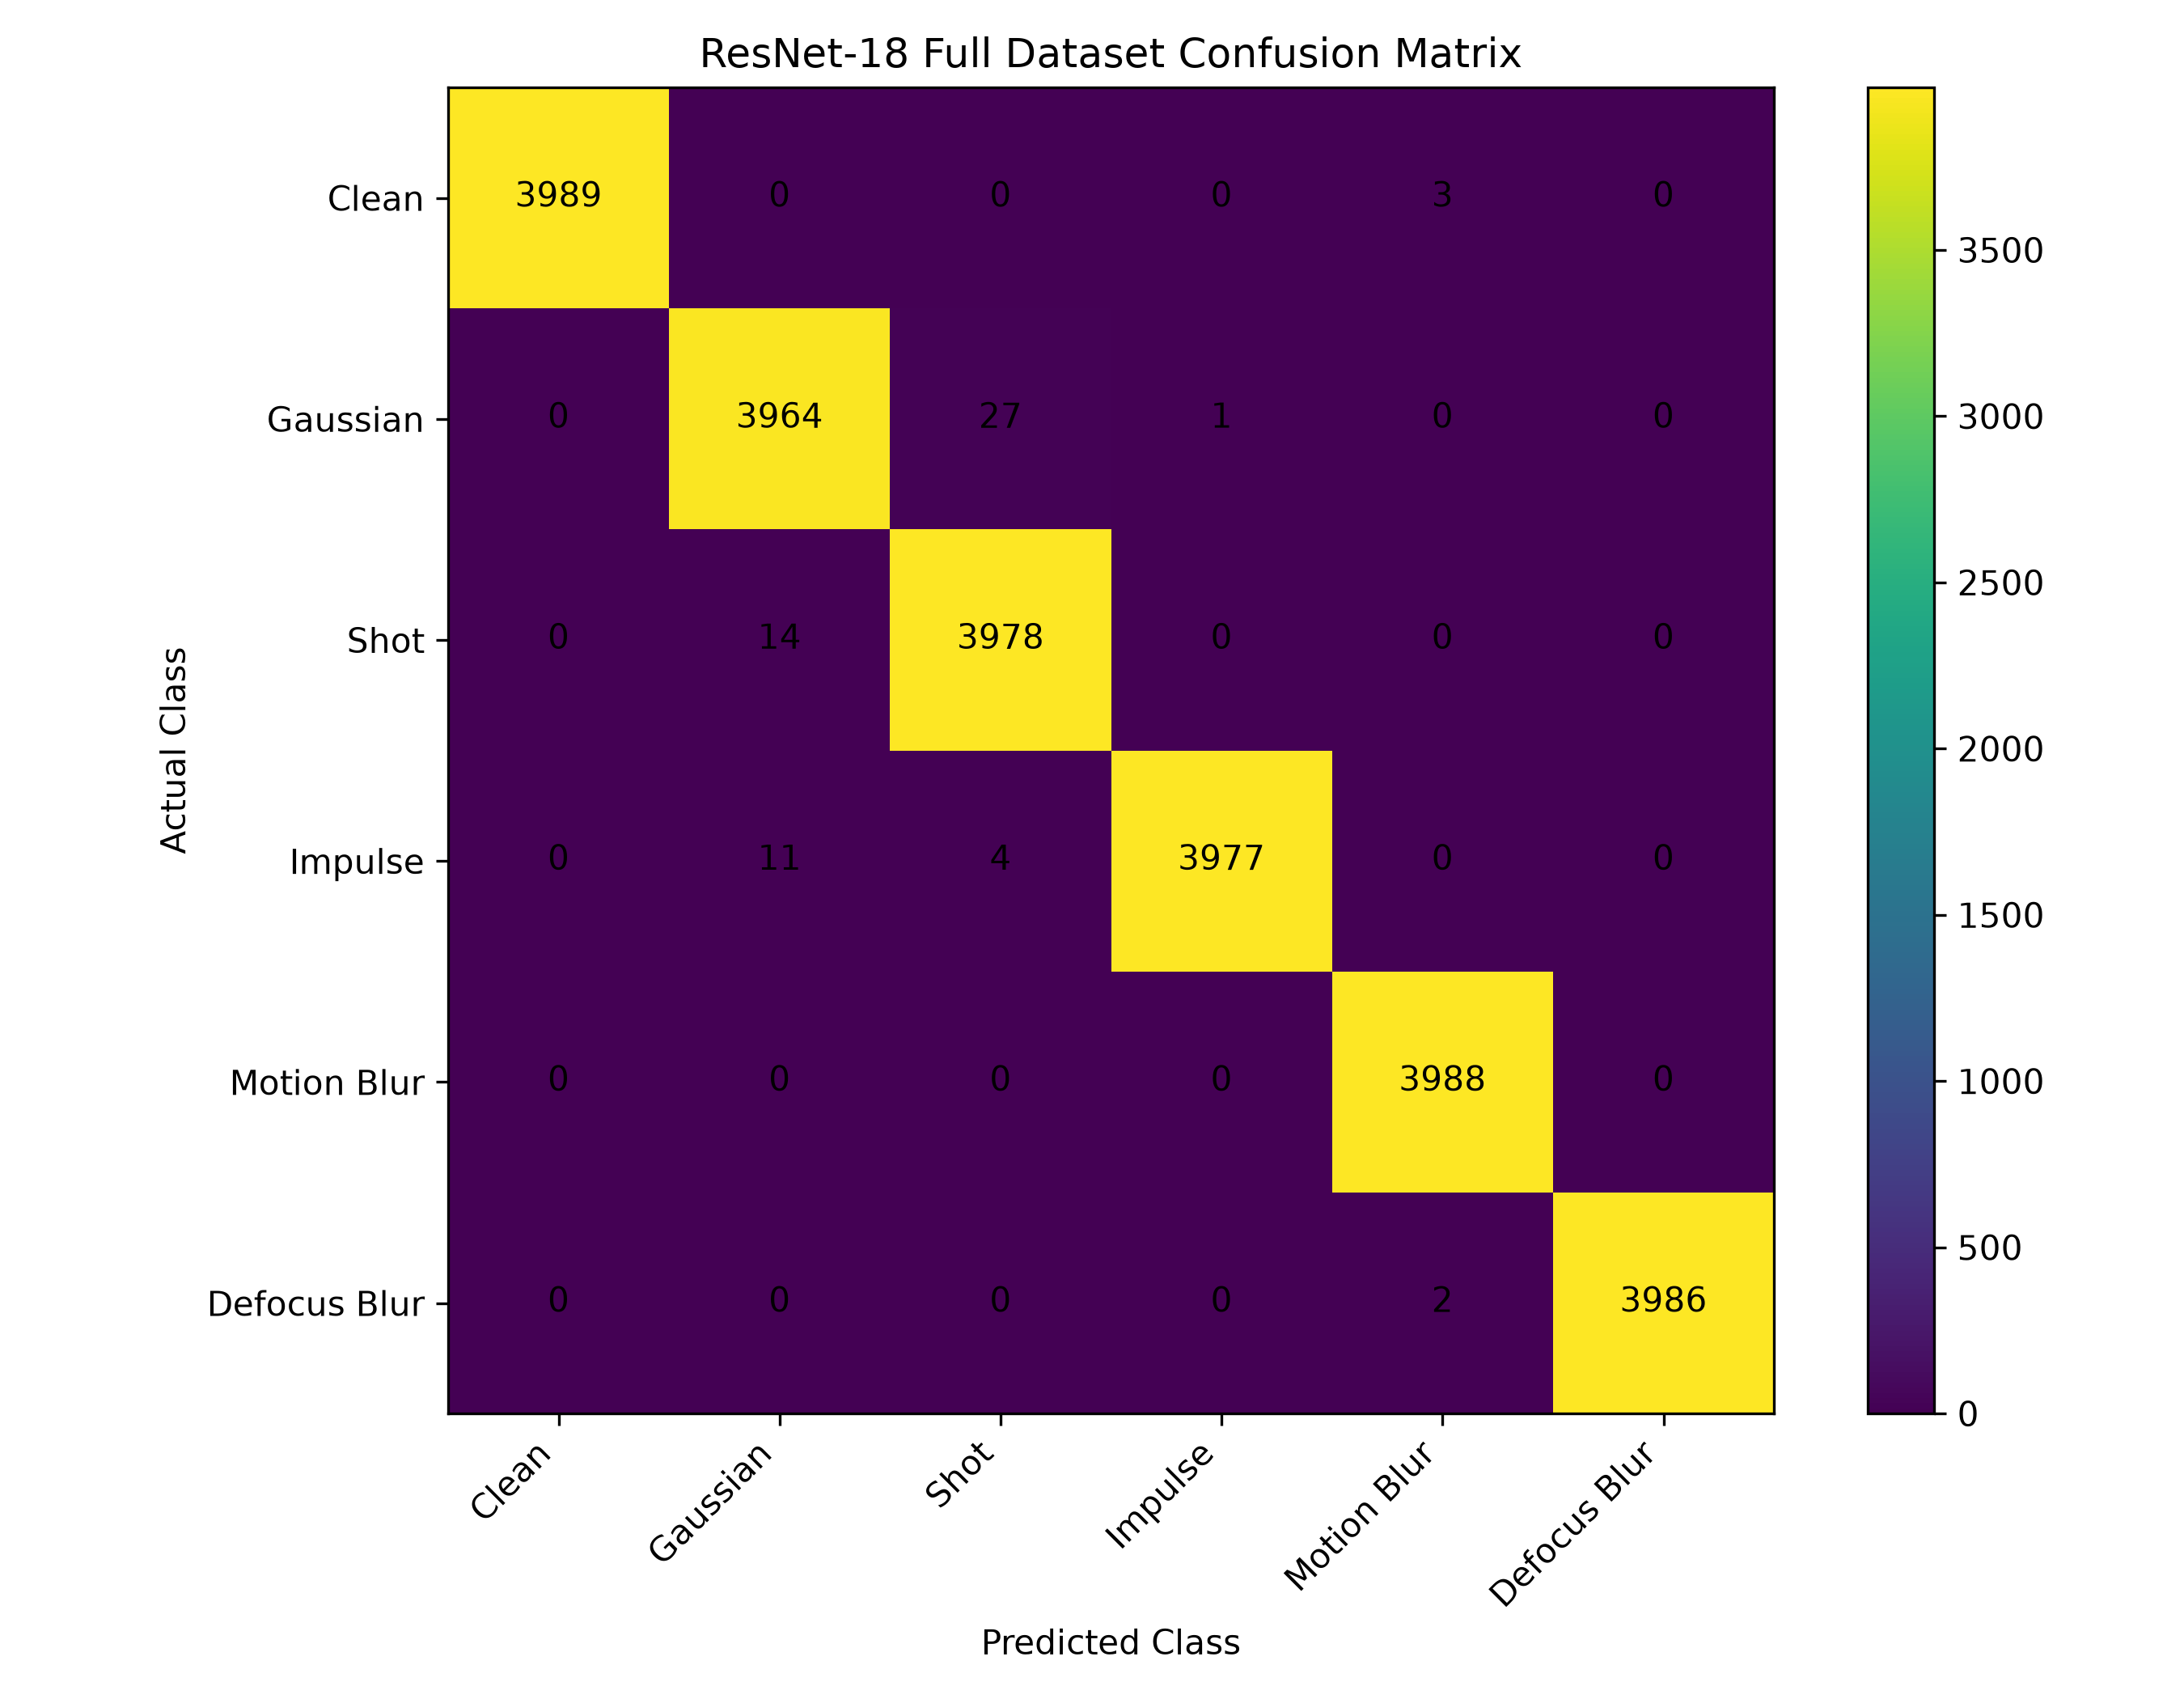 ResNet-18 Full Dataset Confusion Matrix
Clean 3989 0 0 0 3 0
Gaussian 0 3964 27 1 0 0
Shot 0 14 3978 0 0 0
Impulse 0 11 4 3977 0 0
Motion Blur 0 0 0 0 3988 0
Defocus Blur 0 0 0 0 2 3986
Actual Class
Clean Gaussian Shot Impulse Motion Blur Defocus Blur
Predicted Class
3500
3000
2500
2000
1500
1000
500
0